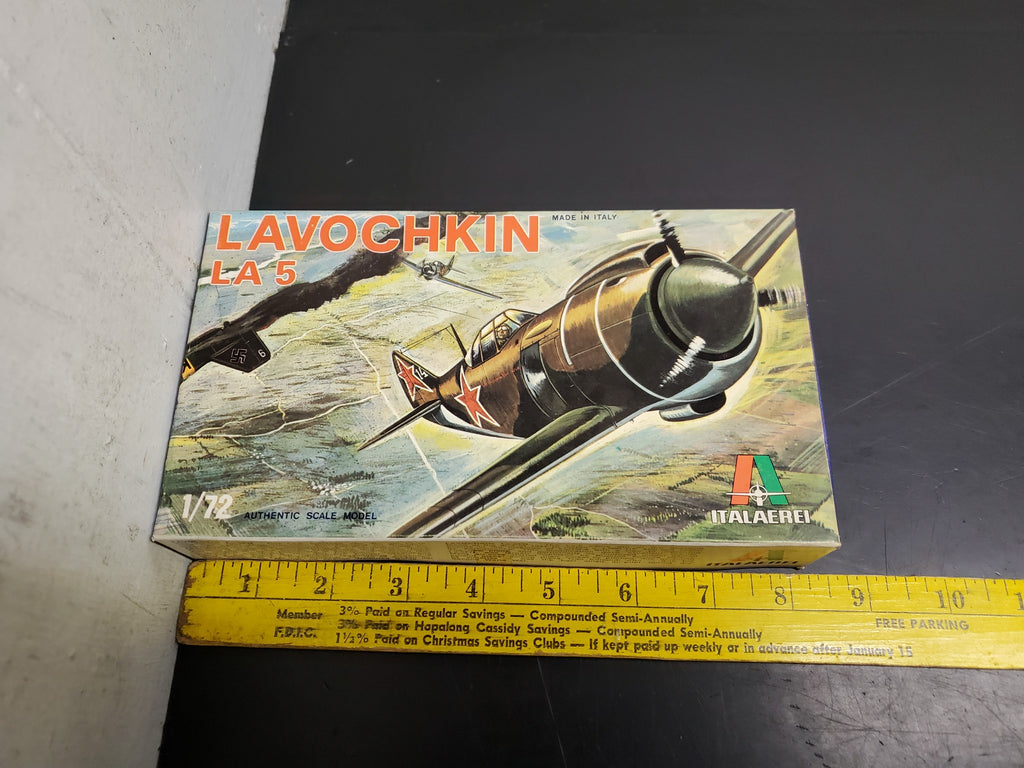 LAVOCHKIN
MADE IN ITALY
LA 5
6
14
1/72
AUTHENTIC SCALE MODEL
ITALAEREI
ITALAEREI
1 2 3 4 5 6 7 8 9 10
Member 3% Paid on Regular Savings — Compounded Semi-Annually
F.D.I.C. 3% Paid on Hopalong Cassidy Savings — Compounded Semi-Annually
FREE PARKING
1½% Paid on Christmas Savings Clubs — If kept paid up weekly or in advance after January 15